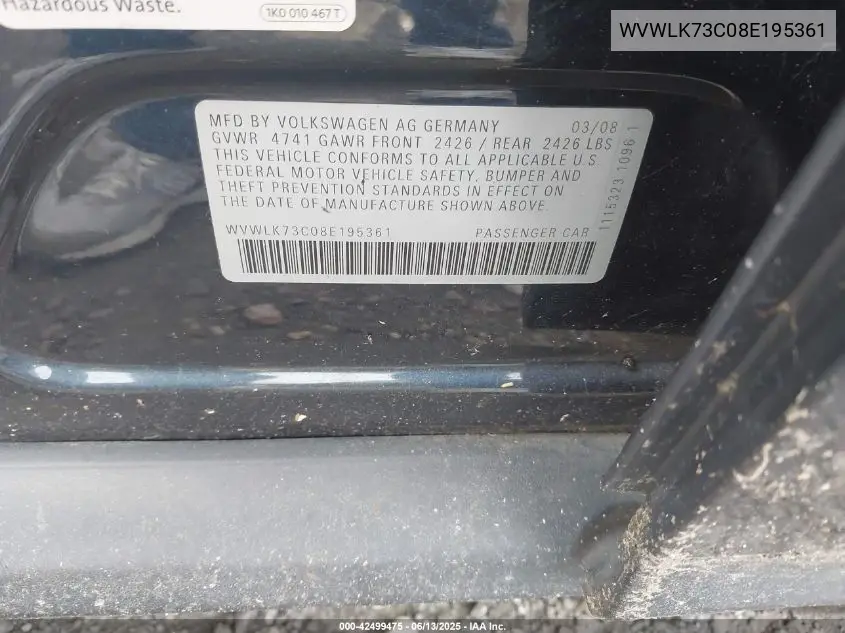 Hazardous Waste.
1K0 010 467 T
WVWLK73C08E195361
MFD BY VOLKSWAGEN AG GERMANY 03/08
GVWR 4741 GAWR FRONT 2426 / REAR 2426 LBS
THIS VEHICLE CONFORMS TO ALL APPLICABLE U.S
FEDERAL MOTOR VEHICLE SAFETY, BUMPER AND
THEFT PREVENTION STANDARDS IN EFFECT ON
THE DATE OF MANUFACTURE SHOWN ABOVE.
WVWLK73C08E195361 PASSENGER CAR
1115323 1096 1
000-42499475 - 06/13/2025 - IAA Inc.